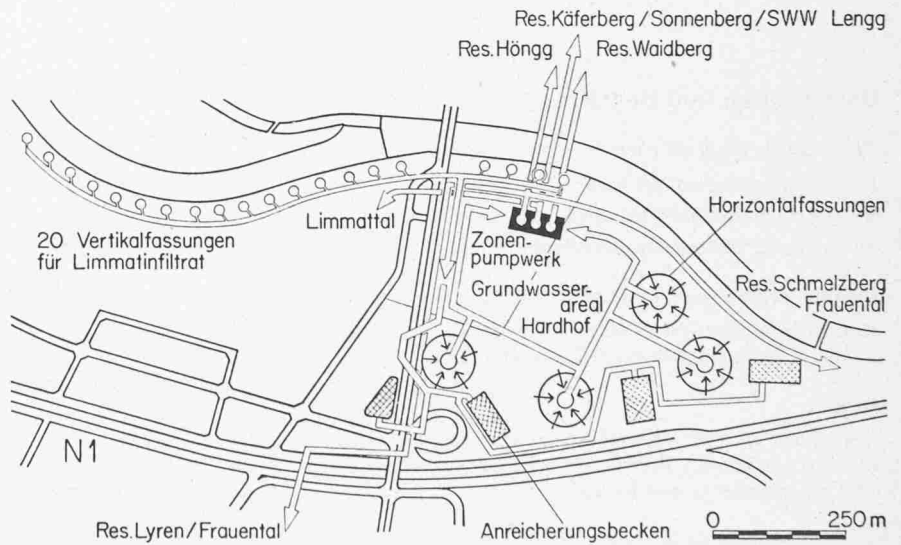 Res.Käferberg/Sonnenberg/SWW Lengg
Res.Höngg
Res.Waidberg
Horizontalfassungen
Limmattal
20 Vertikalfassungen
für Limmatinfiltrat
Zonen-
pumpwerk
Grundwasser-
areal
Hardhof
Res.Schmelzberg
Frauental
N1
Res.Lyren/Frauental
Anreicherungsbecken
0 250m